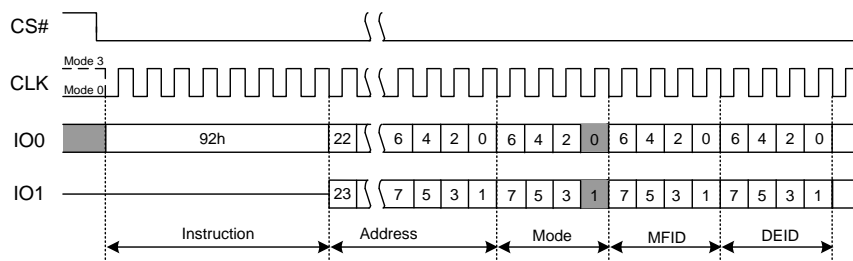 CS#
Mode 3
CLK
Mode 0
IO0 92h 22 6 4 2 0 6 4 2 0 6 4 2 0 6 4 2 0
IO1 23 7 5 3 1 7 5 3 1 7 5 3 1 7 5 3 1
Instruction Address Mode MFID DEID